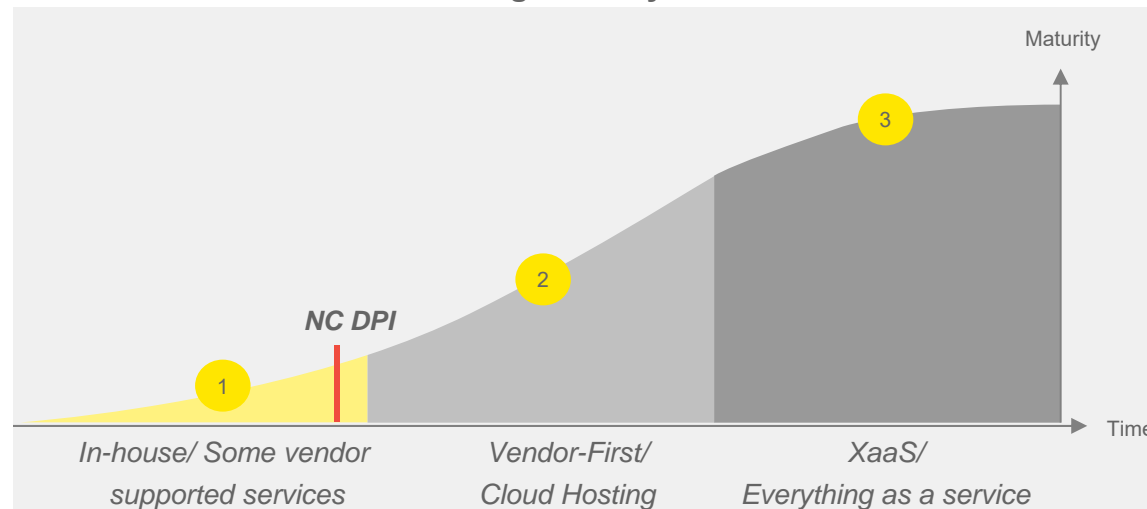 Maturity
3
2
NC DPI
1
Time
In-house/ Some vendor
supported services
Vendor-First/
Cloud Hosting
XaaS/
Everything as a service